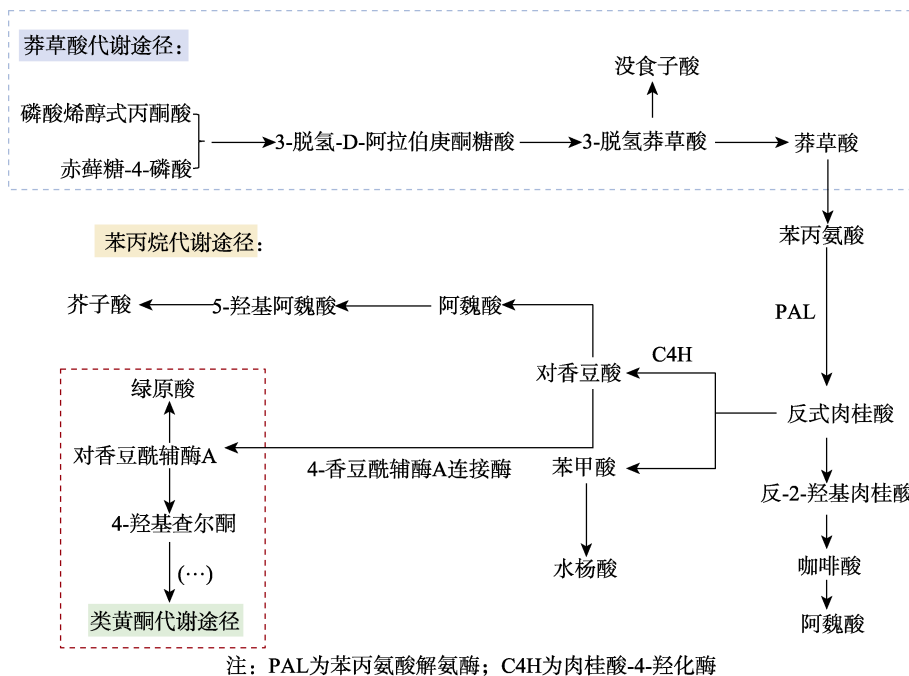 莽草酸代谢途径：
没食子酸
磷酸烯醇式丙酮酸
3-脱氢-D-阿拉伯庚酮糖酸
3-脱氢莽草酸
莽草酸
赤藓糖-4-磷酸
苯丙氨酸
苯丙烷代谢途径：
芥子酸
5-羟基阿魏酸
阿魏酸
PAL
C4H
对香豆酸
绿原酸
反式肉桂酸
对香豆酰辅酶A
4-香豆酰辅酶A连接酶
苯甲酸
反-2-羟基肉桂酸
4-羟基查尔酮
(···)
水杨酸
咖啡酸
类黄酮代谢途径
阿魏酸
注：PAL为苯丙氨酸解氨酶；C4H为肉桂酸-4-羟化酶